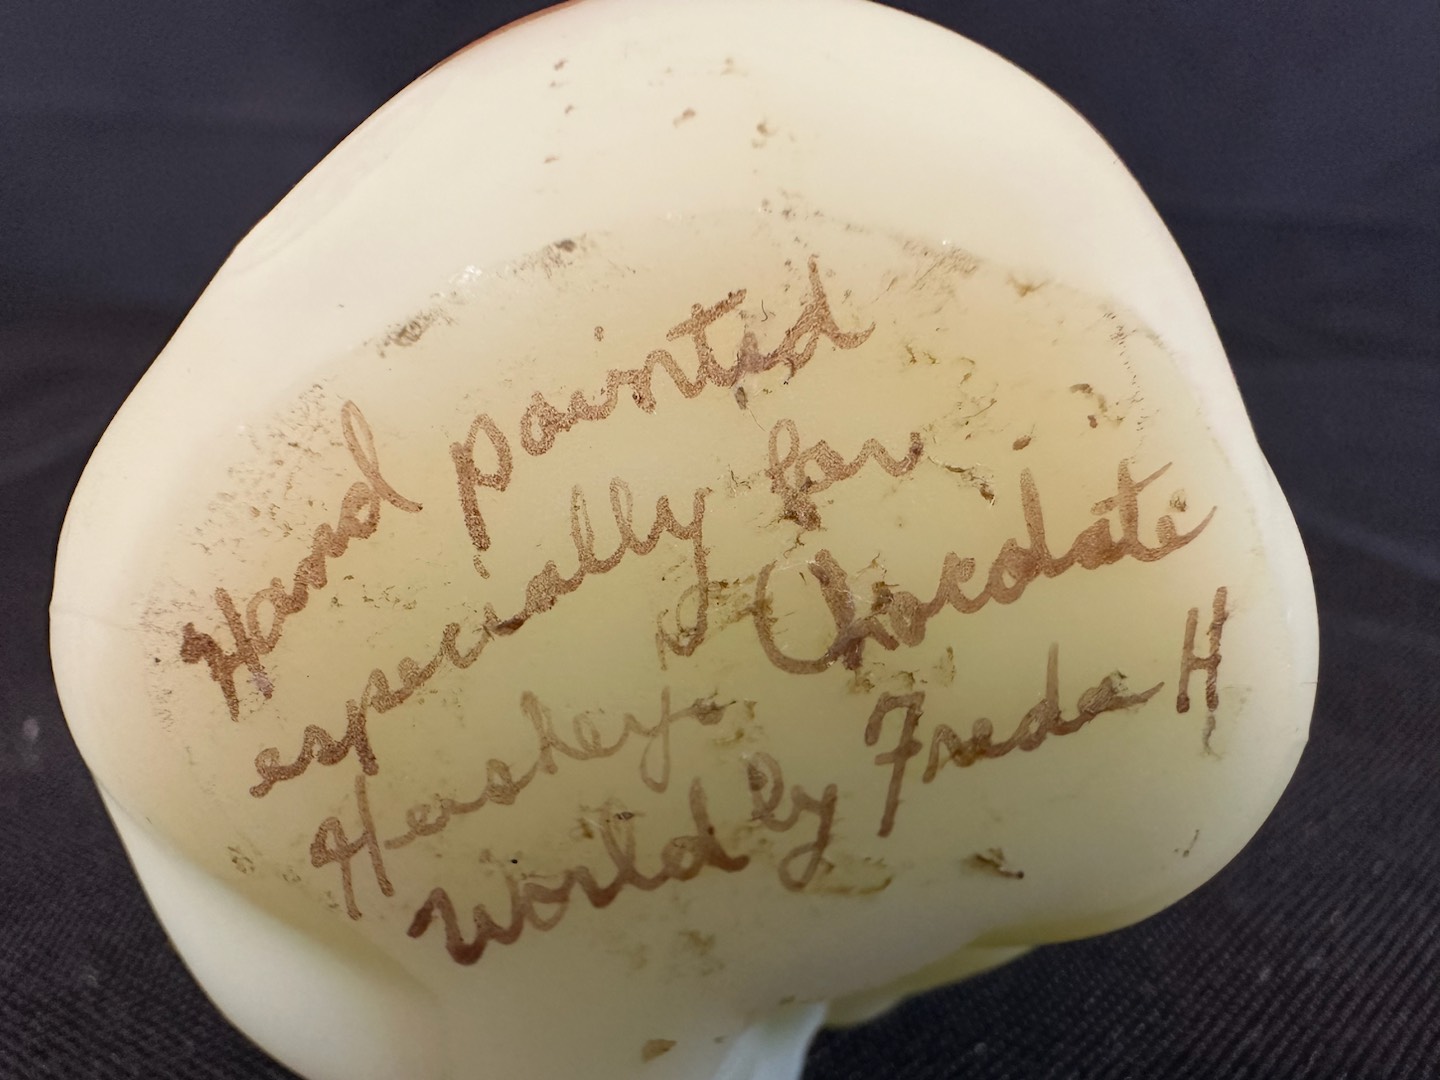 Hand painted
especially for
Hershey's Chocolate
World by Freda H